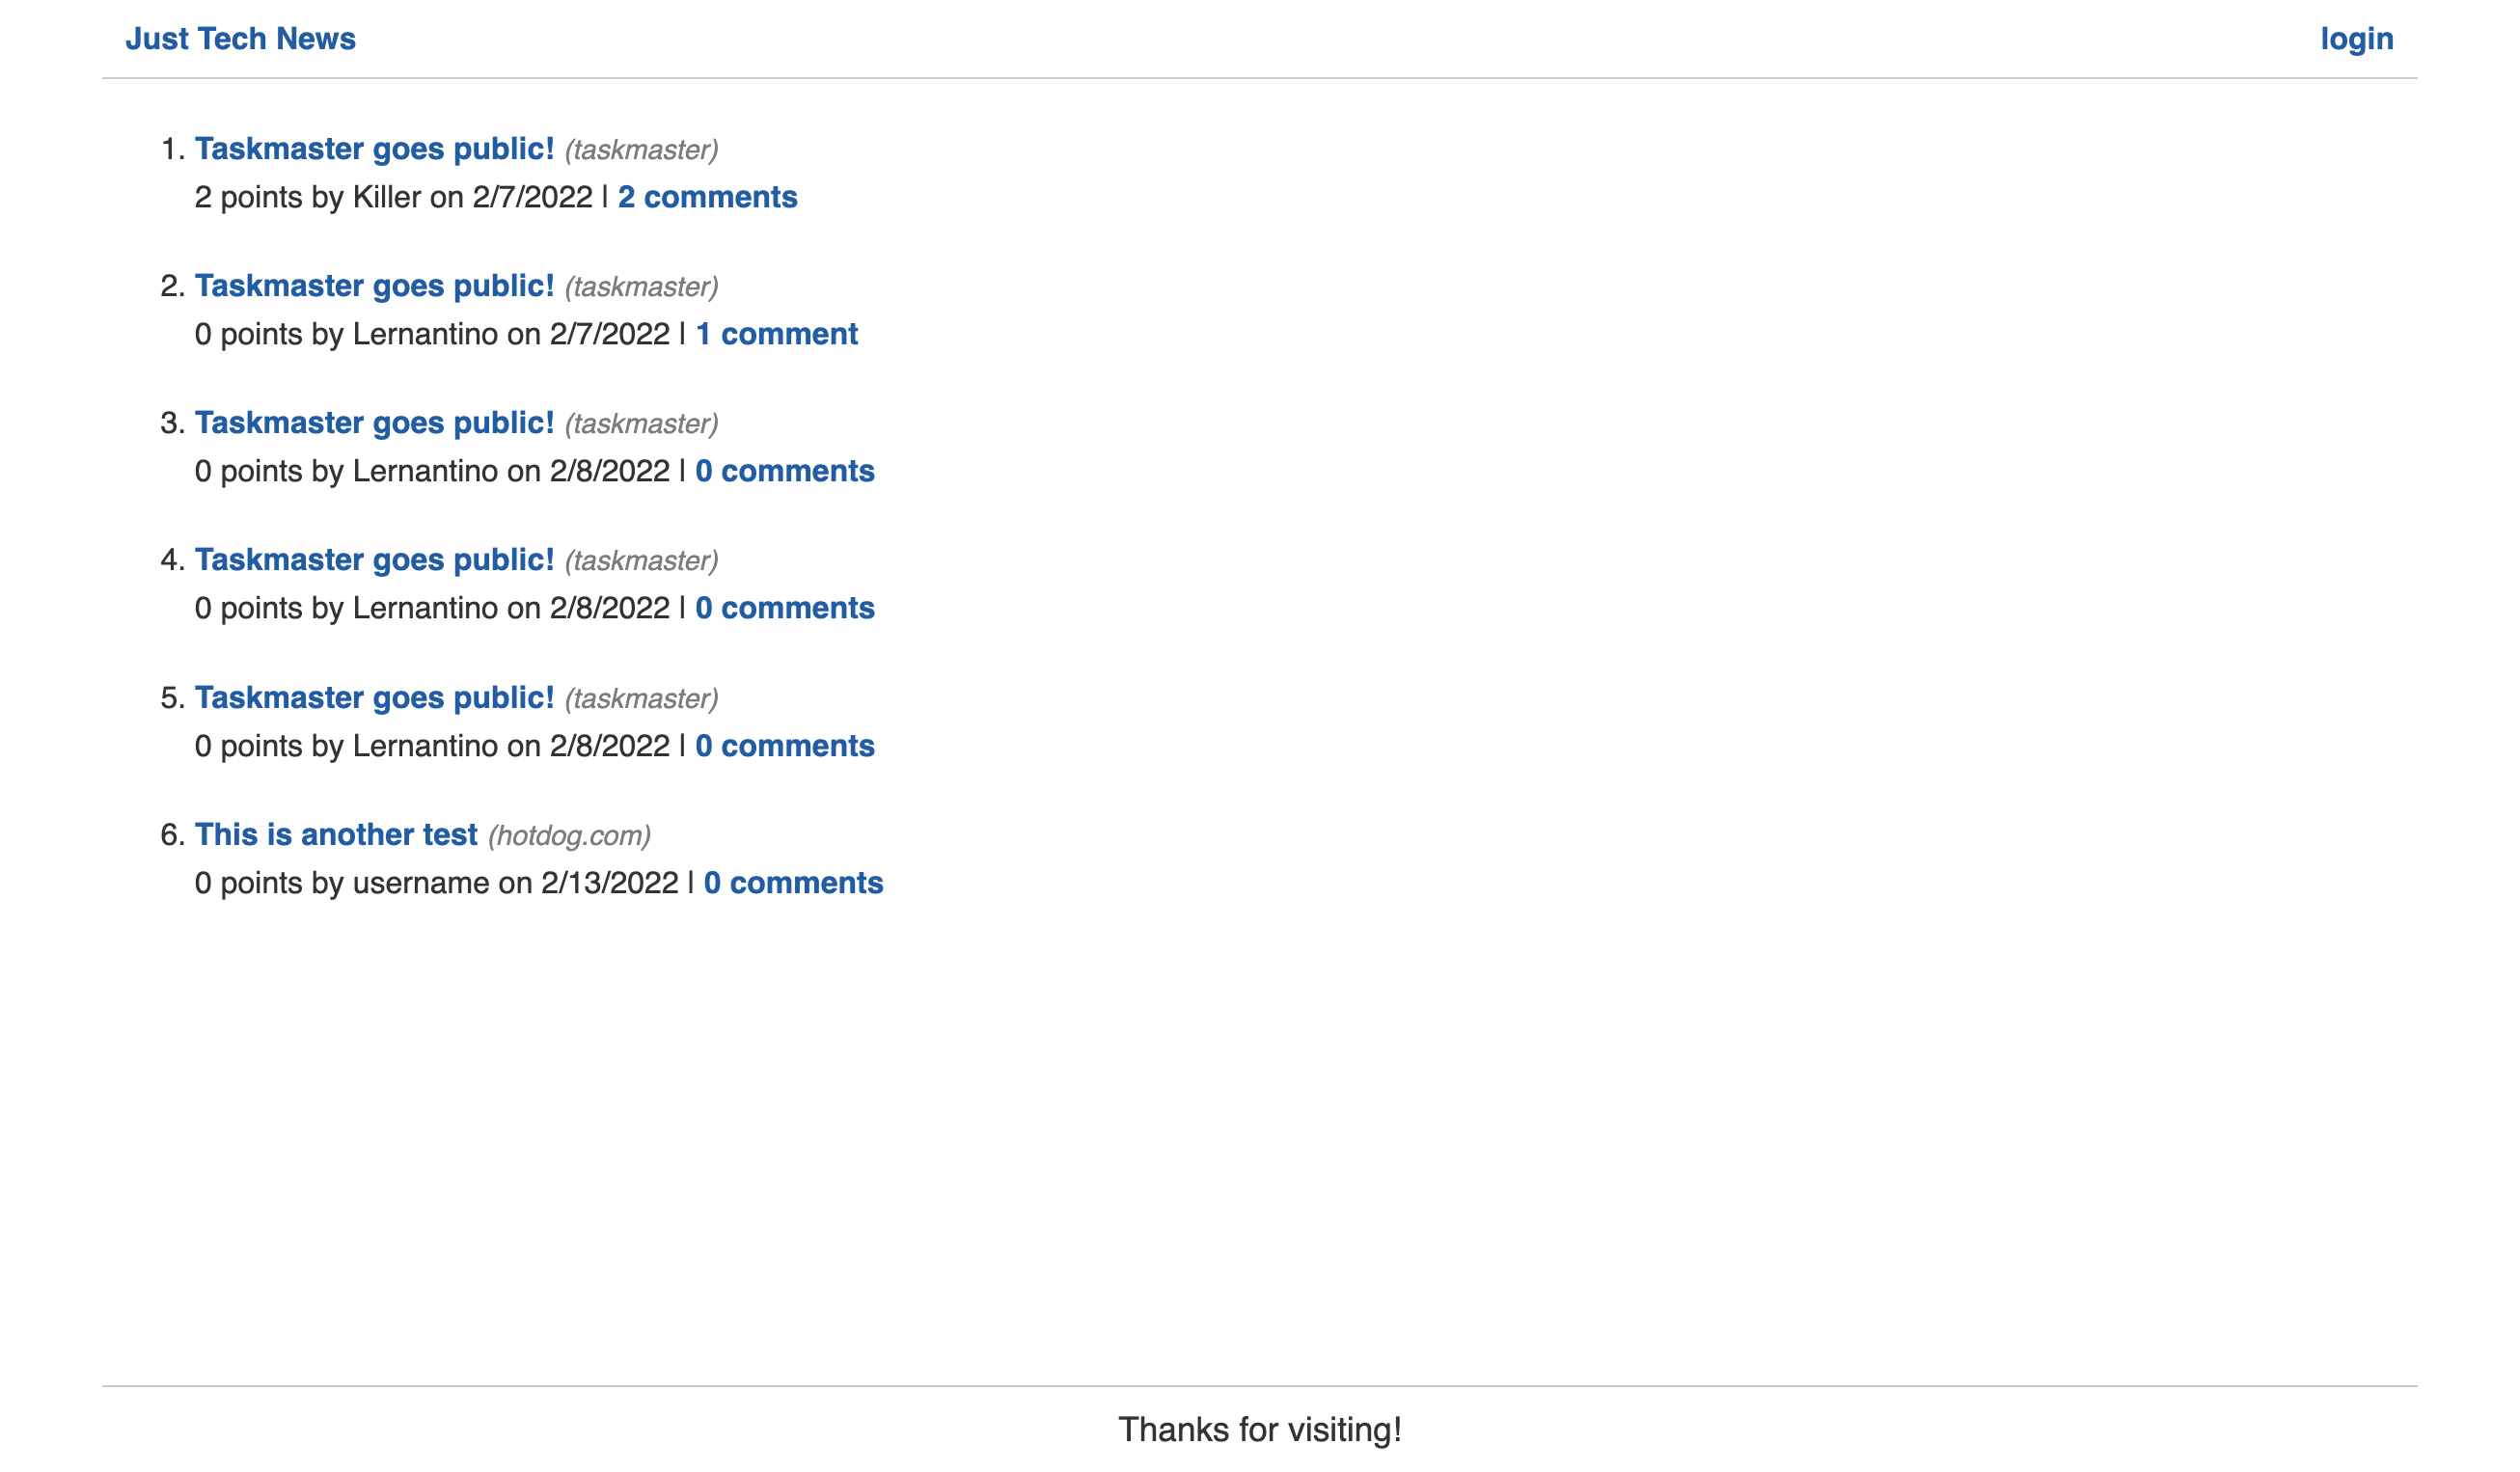 Just Tech News login
1. Taskmaster goes public! (taskmaster)
2 points by Killer on 2/7/2022 | 2 comments
2. Taskmaster goes public! (taskmaster)
0 points by Lernantino on 2/7/2022 | 1 comment
3. Taskmaster goes public! (taskmaster)
0 points by Lernantino on 2/8/2022 | 0 comments
4. Taskmaster goes public! (taskmaster)
0 points by Lernantino on 2/8/2022 | 0 comments
5. Taskmaster goes public! (taskmaster)
0 points by Lernantino on 2/8/2022 | 0 comments
6. This is another test (hotdog.com)
0 points by username on 2/13/2022 | 0 comments
Thanks for visiting!